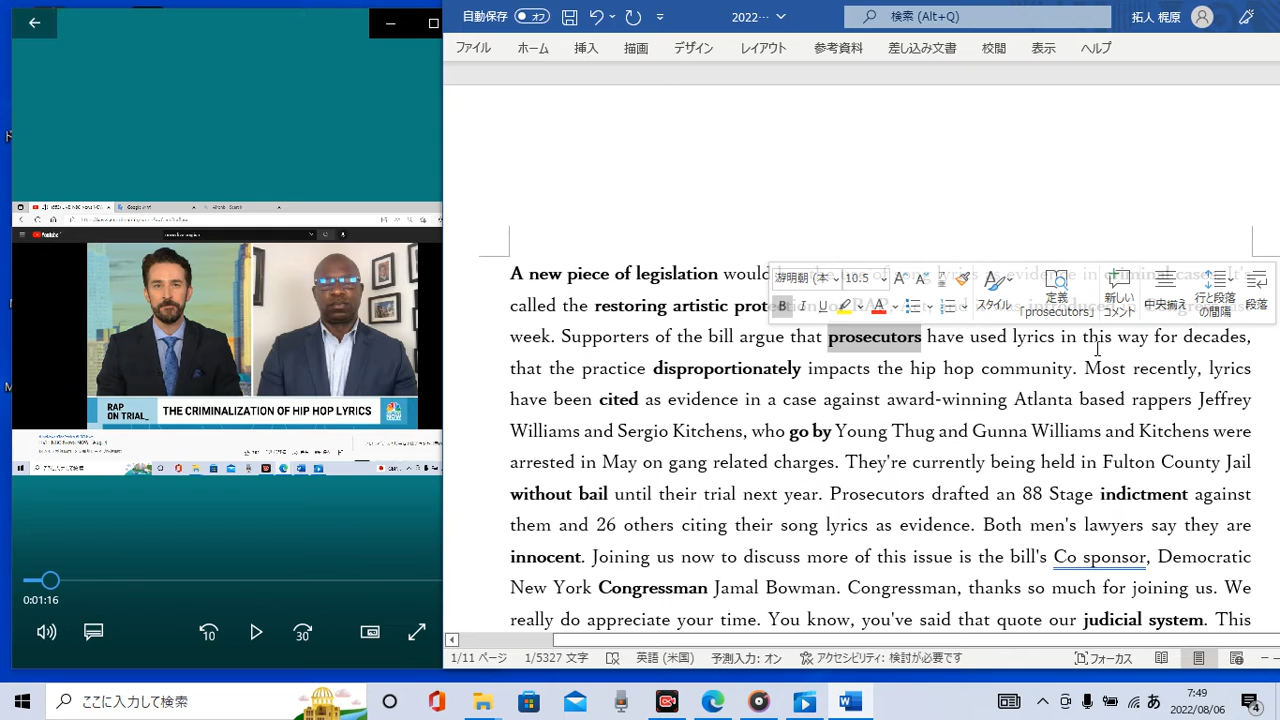 自動保存 オフ 2022... 検索 (Alt+Q) 拓人 梶原
ファイル ホーム 挿入 描画 デザイン レイアウト 参考資料 差し込み文書 校閲 表示 ヘルプ
YouTube
RAP ON TRIAL
THE CRIMINALIZATION OF HIP HOP LYRICS
NBC NEWS NOW
0:01:16
10
30
A new piece of legislation would
called the restoring artistic prote
week. Supporters of the bill argue that prosecutors have used lyrics in this way for decades,
that the practice disproportionately impacts the hip hop community. Most recently, lyrics
have been cited as evidence in a case against award-winning Atlanta based rappers Jeffrey
Williams and Sergio Kitchens, who go by Young Thug and Gunna Williams and Kitchens were
arrested in May on gang related charges. They're currently being held in Fulton County Jail
without bail until their trial next year. Prosecutors drafted an 88 Stage indictment against
them and 26 others citing their song lyrics as evidence. Both men's lawyers say they are
innocent. Joining us now to discuss more of this issue is the bill's Co sponsor, Democratic
New York Congressman Jamal Bowman. Congressman, thanks so much for joining us. We
really do appreciate your time. You know, you've said that quote our judicial system. This
游明朝 (本 10.5 A A
B I U A スタイル 定義 「prosecutors」 新しいコメント 中央揃え 行と段落の間隔 段落
1/11 ページ 1/5327 文字 英語 (米国) 予測入力: オン アクセシビリティ: 検討が必要です フォーカス
ここに入力して検索 あ 7:49
2022/08/06 4